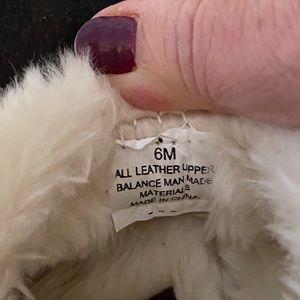 6M
ALL LEATHER UPPER
BALANCE MAN MADE
MATERIALS
MADE IN CHINA